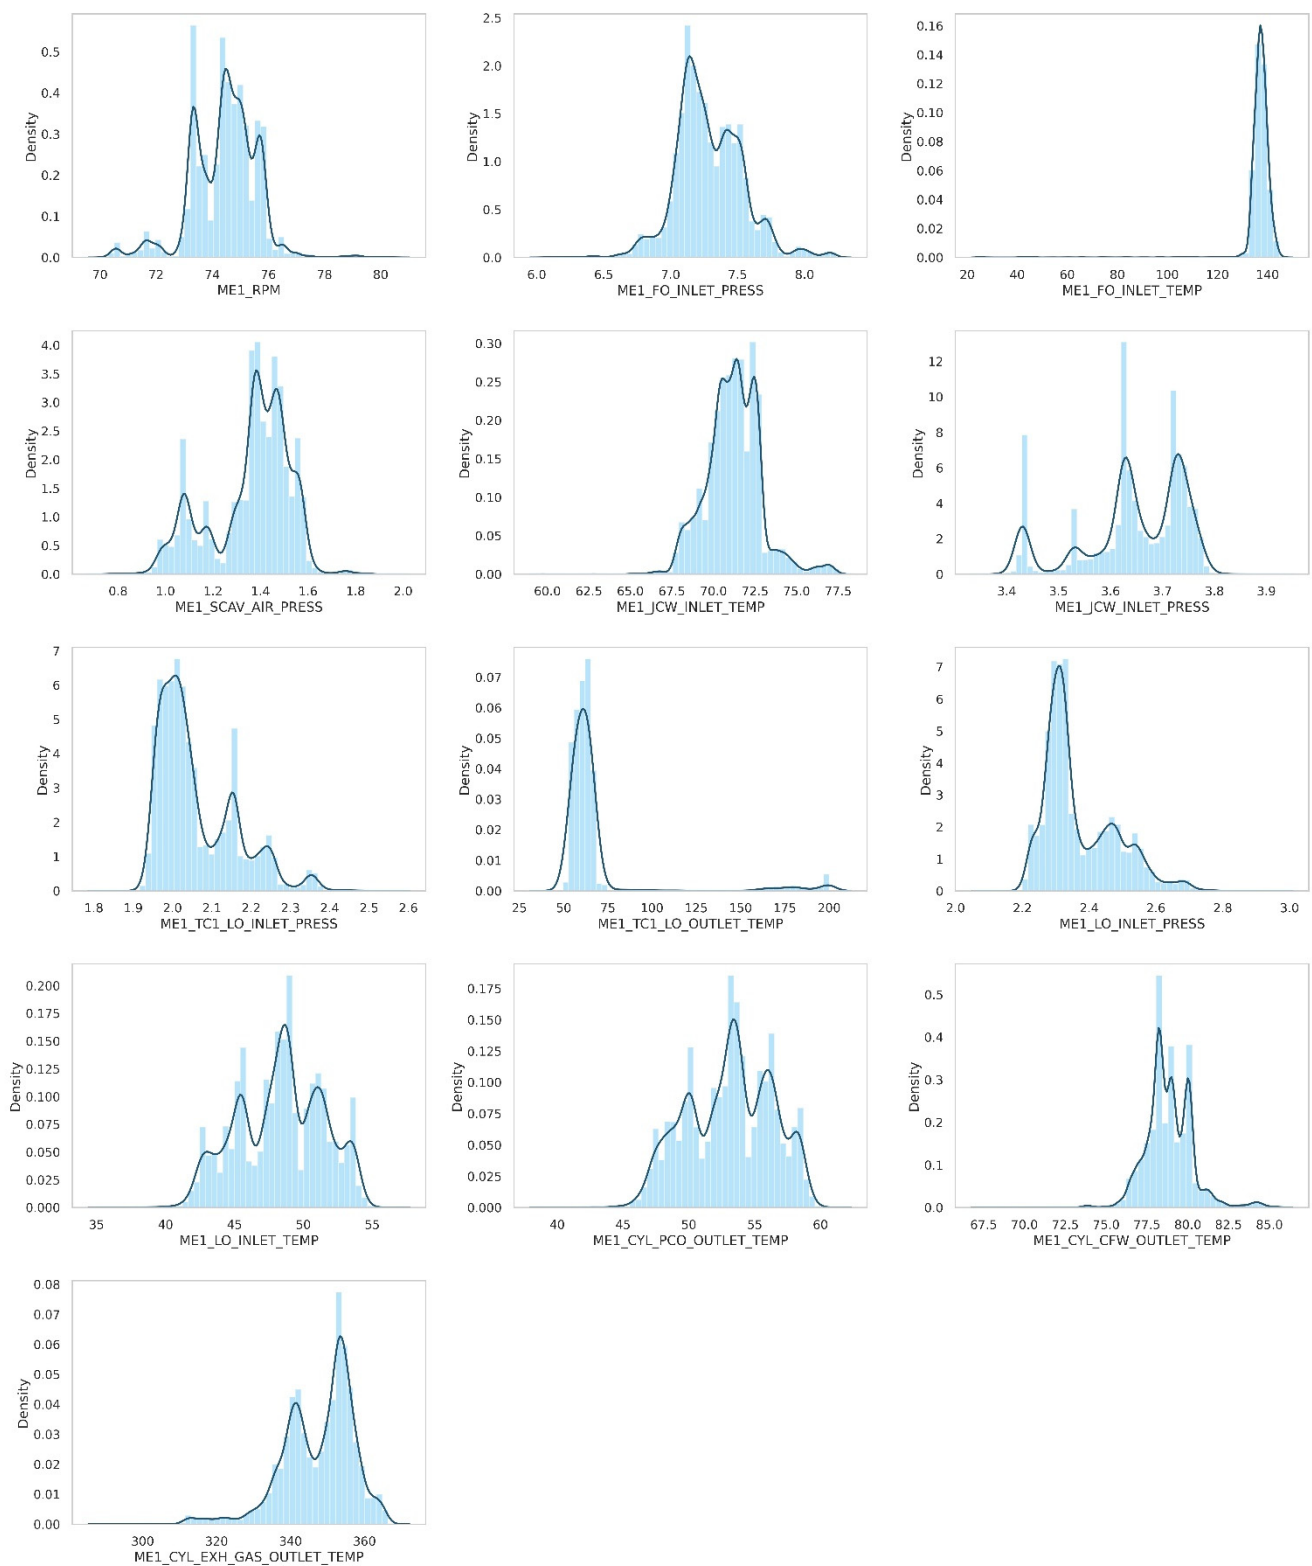 Density
0.5
0.4
0.3
0.2
0.1
0.0
70 72 74 76 78 80
ME1_RPM
Density
2.5
2.0
1.5
1.0
0.5
0.0
6.0 6.5 7.0 7.5 8.0
ME1_FO_INLET_PRESS
Density
0.16
0.14
0.12
0.10
0.08
0.06
0.04
0.02
0.00
20 40 60 80 100 120 140
ME1_FO_INLET_TEMP
Density
4.0
3.5
3.0
2.5
2.0
1.5
1.0
0.5
0.0
0.8 1.0 1.2 1.4 1.6 1.8 2.0
ME1_SCAV_AIR_PRESS
Density
0.30
0.25
0.20
0.15
0.10
0.05
0.00
60.0 62.5 65.0 67.5 70.0 72.5 75.0 77.5
ME1_JCW_INLET_TEMP
Density
12
10
8
6
4
2
0
3.4 3.5 3.6 3.7 3.8 3.9
ME1_JCW_INLET_PRESS
Density
7
6
5
4
3
2
1
0
1.8 1.9 2.0 2.1 2.2 2.3 2.4 2.5 2.6
ME1_TC1_LO_INLET_PRESS
Density
0.07
0.06
0.05
0.04
0.03
0.02
0.01
0.00
25 50 75 100 125 150 175 200
ME1_TC1_LO_OUTLET_TEMP
Density
7
6
5
4
3
2
1
0
2.0 2.2 2.4 2.6 2.8 3.0
ME1_LO_INLET_PRESS
Density
0.200
0.175
0.150
0.125
0.100
0.075
0.050
0.025
0.000
35 40 45 50 55
ME1_LO_INLET_TEMP
Density
0.175
0.150
0.125
0.100
0.075
0.050
0.025
0.000
40 45 50 55 60
ME1_CYL_PCO_OUTLET_TEMP
Density
0.5
0.4
0.3
0.2
0.1
0.0
67.5 70.0 72.5 75.0 77.5 80.0 82.5 85.0
ME1_CYL_CFW_OUTLET_TEMP
Density
0.08
0.07
0.06
0.05
0.04
0.03
0.02
0.01
0.00
300 320 340 360
ME1_CYL_EXH_GAS_OUTLET_TEMP